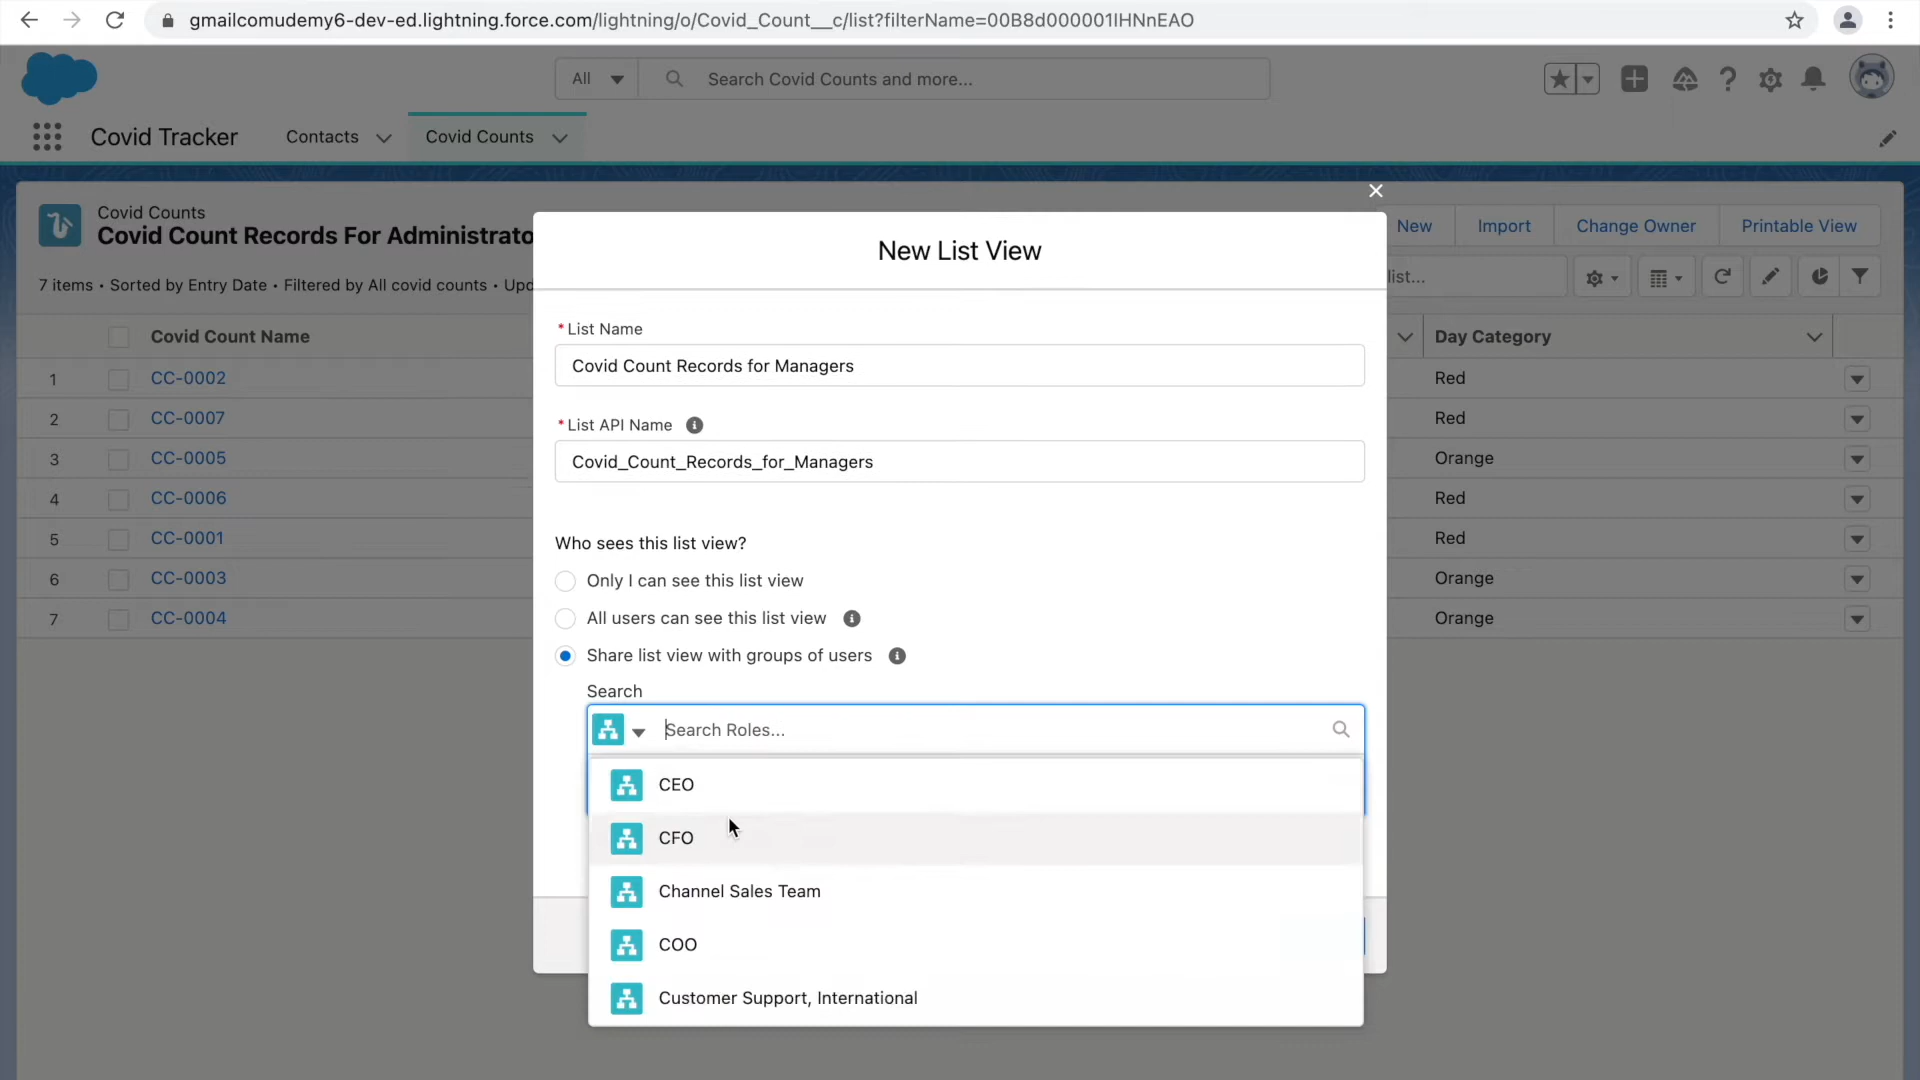 gmailcomudemy6-dev-ed.lightning.force.com/lightning/o/Covid_Count__c/list?filterName=00B8d000001lHNnEAO
All
Search Covid Counts and more...
Covid Tracker
Contacts
Covid Counts
Covid Counts
Covid Count Records For Administrato
New
Import
Change Owner
Printable View
7 items • Sorted by Entry Date • Filtered by All covid counts • Upd
list...
Covid Count Name
Day Category
1 CC-0002 Red
2 CC-0007 Red
3 CC-0005 Orange
4 CC-0006 Red
5 CC-0001 Red
6 CC-0003 Orange
7 CC-0004 Orange
New List View
*List Name
Covid Count Records for Managers
*List API Name
Covid_Count_Records_for_Managers
Who sees this list view?
Only I can see this list view
All users can see this list view
Share list view with groups of users
Search
Search Roles...
CEO
CFO
Channel Sales Team
COO
Customer Support, International